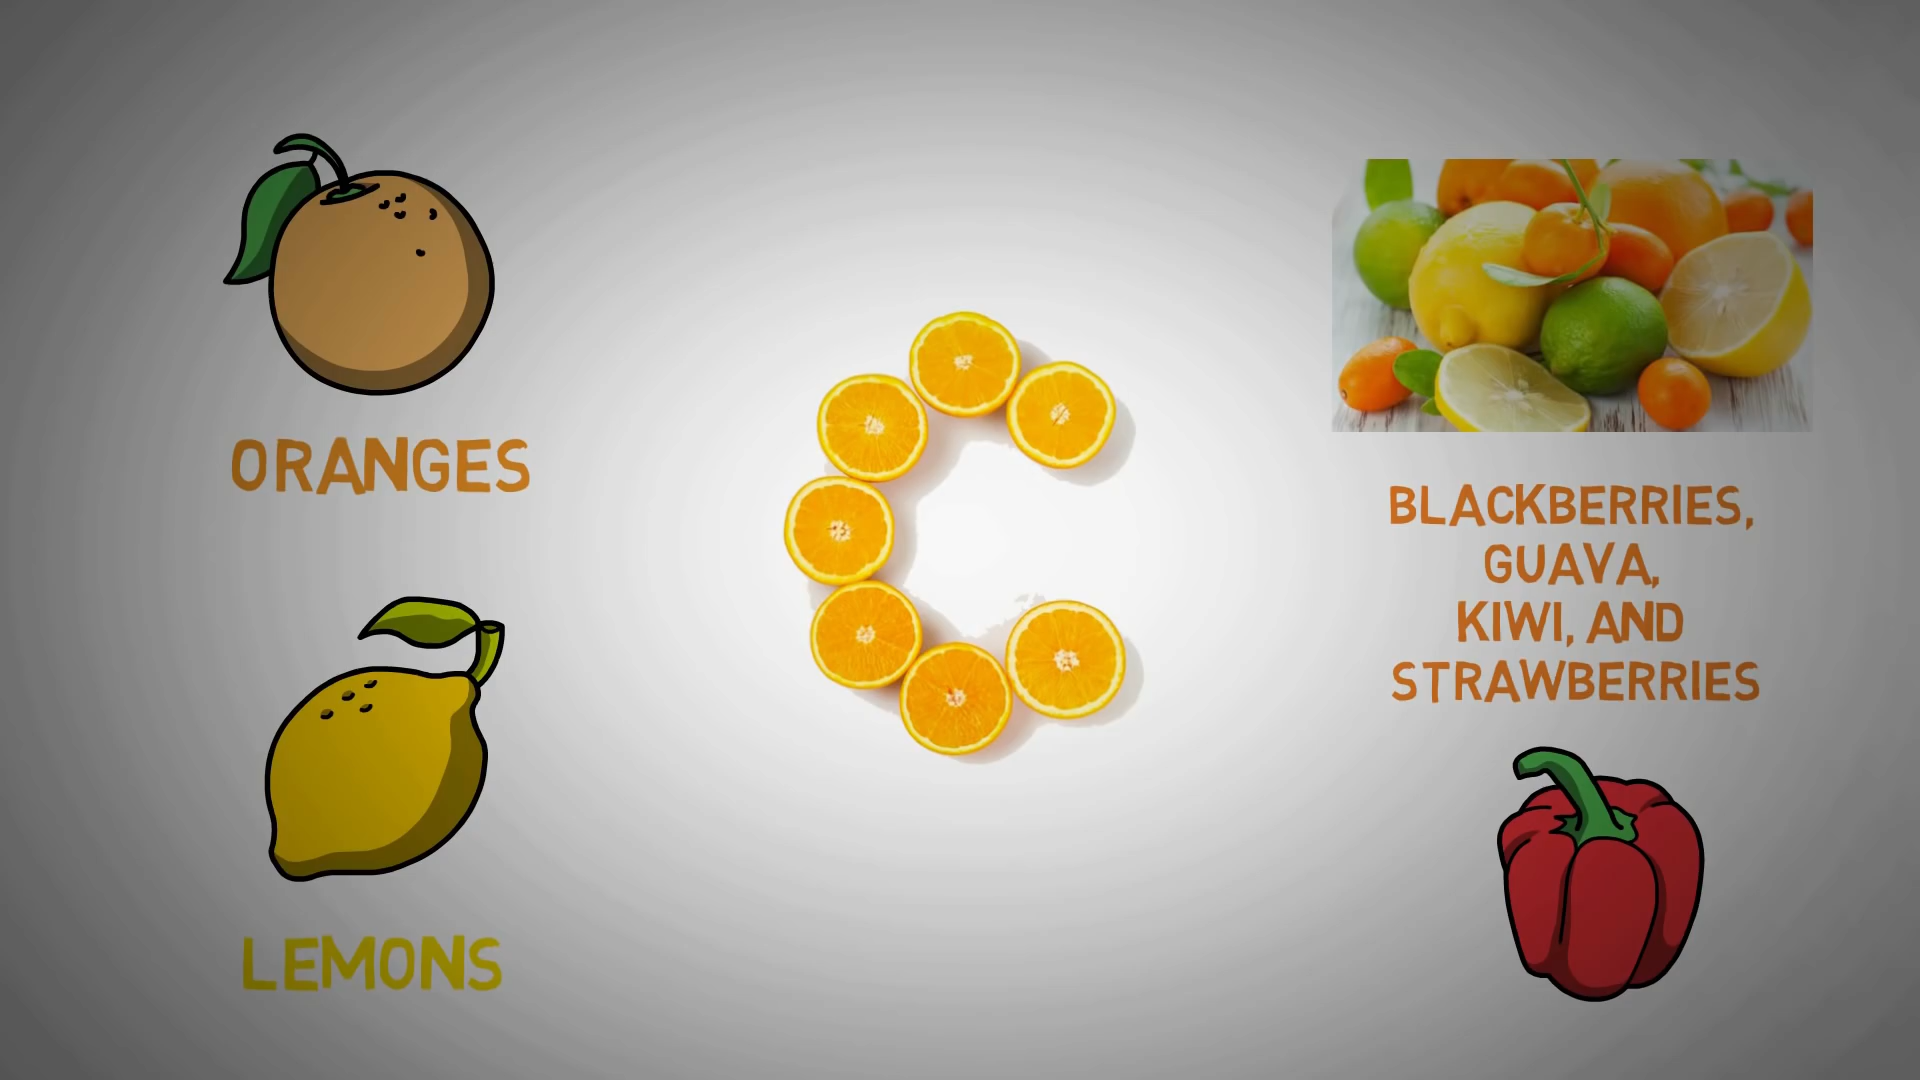 ORANGES
LEMONS
C
BLACKBERRIES,
GUAVA,
KIWI, AND
STRAWBERRIES